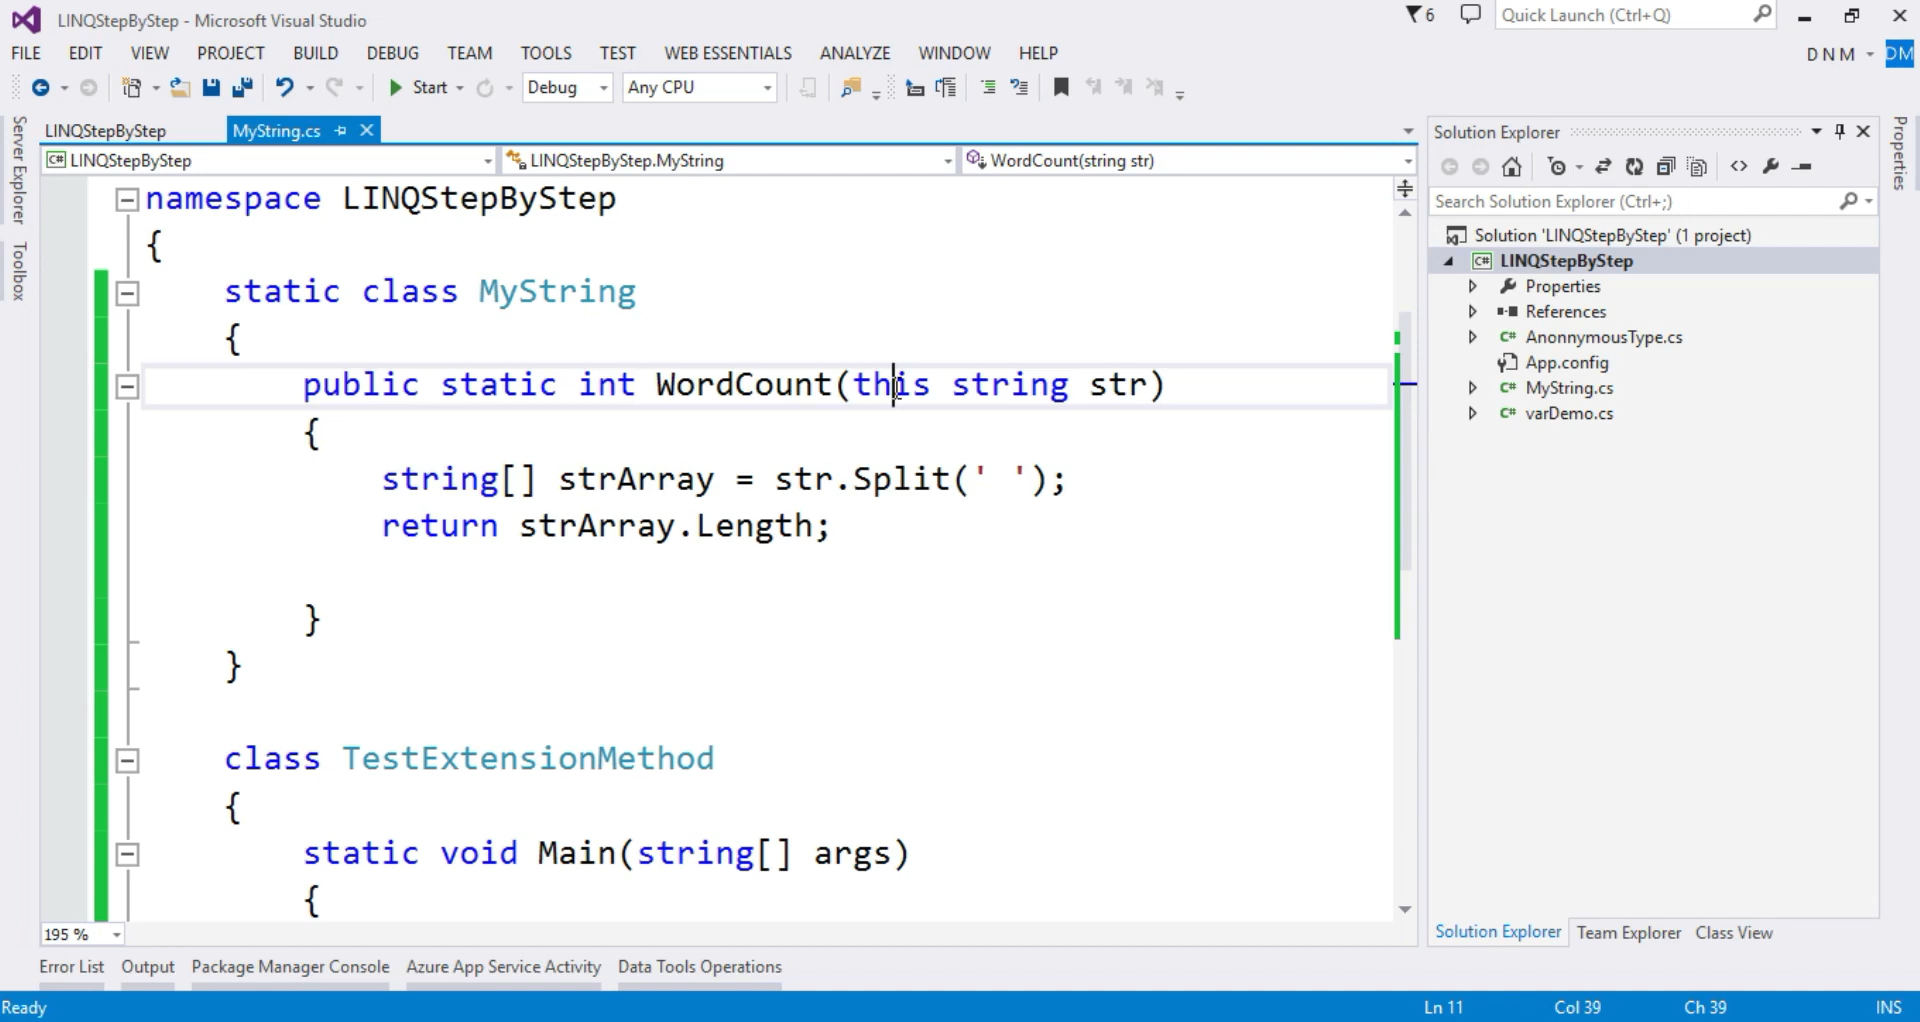 LINQStepByStep - Microsoft Visual Studio
6
Quick Launch (Ctrl+Q)
FILE EDIT VIEW PROJECT BUILD DEBUG TEAM TOOLS TEST WEB ESSENTIALS ANALYZE WINDOW HELP
D N M
DM
Start
Debug
Any CPU
Server Explorer
Toolbox
LINQStepByStep
MyString.cs
C# LINQStepByStep
LINQStepByStep.MyString
WordCount(string str)
namespace LINQStepByStep
{
static class MyString
{
public static int WordCount(this string str)
{
string[] strArray = str.Split(' ');
return strArray.Length;
}
}
class TestExtensionMethod
{
static void Main(string[] args)
{
195 %
Solution Explorer
Search Solution Explorer (Ctrl+;)
Solution 'LINQStepByStep' (1 project)
C# LINQStepByStep
Properties
References
C# AnonnymousType.cs
App.config
C# MyString.cs
C# varDemo.cs
Solution Explorer Team Explorer Class View
Properties
Error List Output Package Manager Console Azure App Service Activity Data Tools Operations
Ready
Ln 11 Col 39 Ch 39 INS